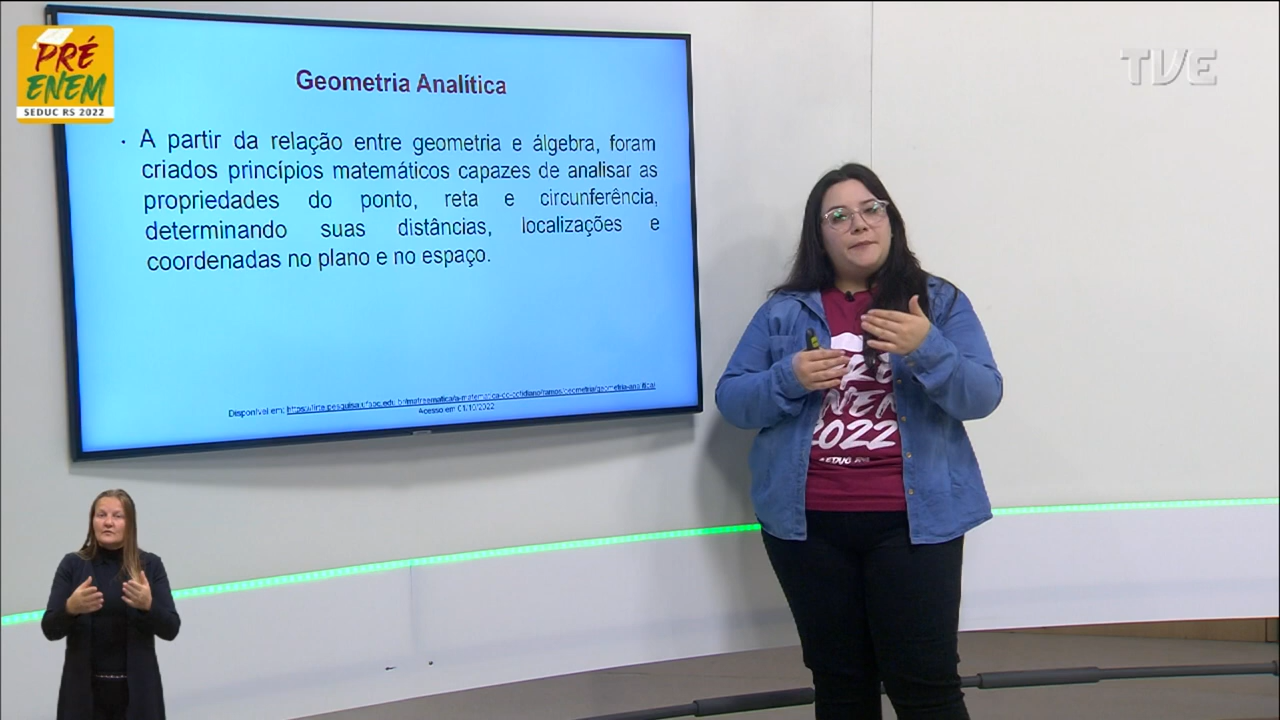 PRÉ
ENEM
SEDUC RS 2022
TVE
Geometria Analítica
· A partir da relação entre geometria e álgebra, foram
criados princípios matemáticos capazes de analisar as
propriedades do ponto, reta e circunferência,
determinando suas distâncias, localizações e
coordenadas no plano e no espaço.
Disponível em:
Acesso em 01/10/2022
2022